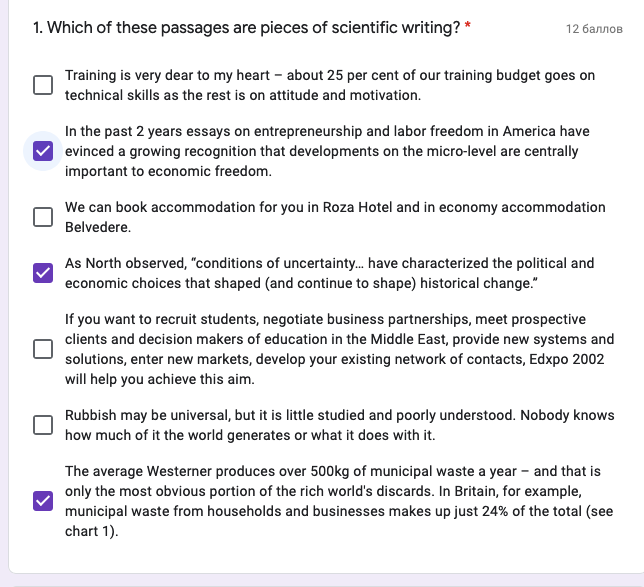 1. Which of these passages are pieces of scientific writing? *
12 баллов
Training is very dear to my heart – about 25 per cent of our training budget goes on
technical skills as the rest is on attitude and motivation.
In the past 2 years essays on entrepreneurship and labor freedom in America have
evinced a growing recognition that developments on the micro-level are centrally
important to economic freedom.
We can book accommodation for you in Roza Hotel and in economy accommodation
Belvedere.
As North observed, “conditions of uncertainty… have characterized the political and
economic choices that shaped (and continue to shape) historical change.”
If you want to recruit students, negotiate business partnerships, meet prospective
clients and decision makers of education in the Middle East, provide new systems and
solutions, enter new markets, develop your existing network of contacts, Edxpo 2002
will help you achieve this aim.
Rubbish may be universal, but it is little studied and poorly understood. Nobody knows
how much of it the world generates or what it does with it.
The average Westerner produces over 500kg of municipal waste a year – and that is
only the most obvious portion of the rich world's discards. In Britain, for example,
municipal waste from households and businesses makes up just 24% of the total (see
chart 1).